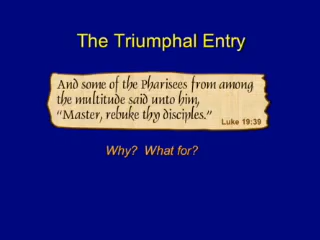 The Triumphal Entry
And some of the Pharisees from among
the multitude said unto him,
“Master, rebuke thy disciples.”
Luke 19:39
Why? What for?